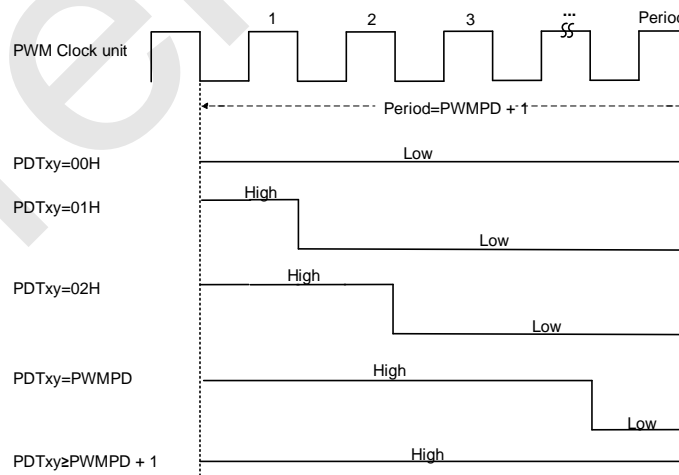 1 2 3 ... Period
PWM Clock unit
Period=PWMPD + 1
PDTxy=00H Low
PDTxy=01H High
Low
PDTxy=02H High
Low
PDTxy=PWMPD High
Low
PDTxy≥PWMPD + 1 High